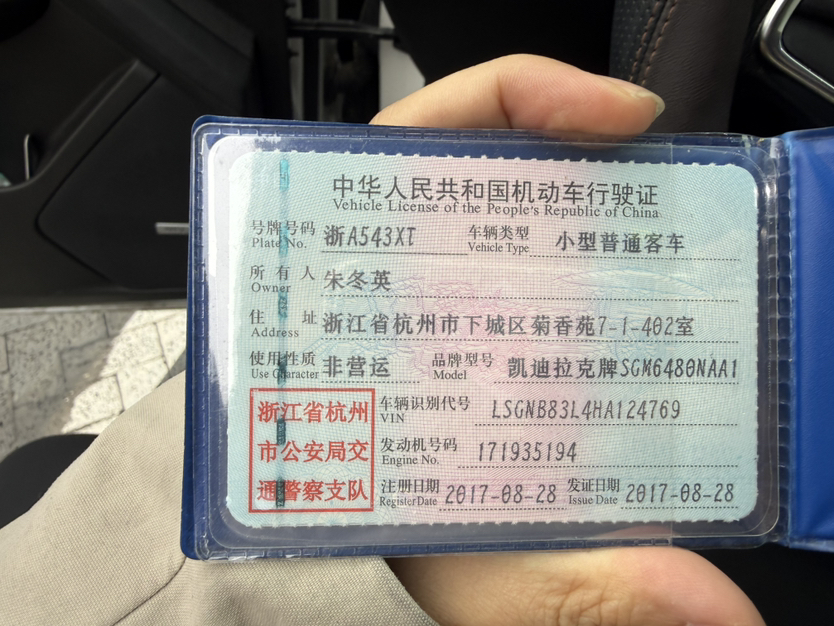 中华人民共和国机动车行驶证
Vehicle License of the People's Republic of China
号牌号码 浙A543XT 车辆类型 小型普通客车
Plate No. Vehicle Type
所有人 朱冬英
Owner
住址 浙江省杭州市下城区菊香苑7-1-402室
Address
使用性质 非营运 品牌型号 凯迪拉克牌SGM6480NAA1
Use Character Model
浙江省杭州
市公安局交
通警察支队
车辆识别代号 LSGNB83L4HA124769
VIN
发动机号码 171935194
Engine No.
注册日期 2017-08-28 发证日期 2017-08-28
Register Date Issue Date